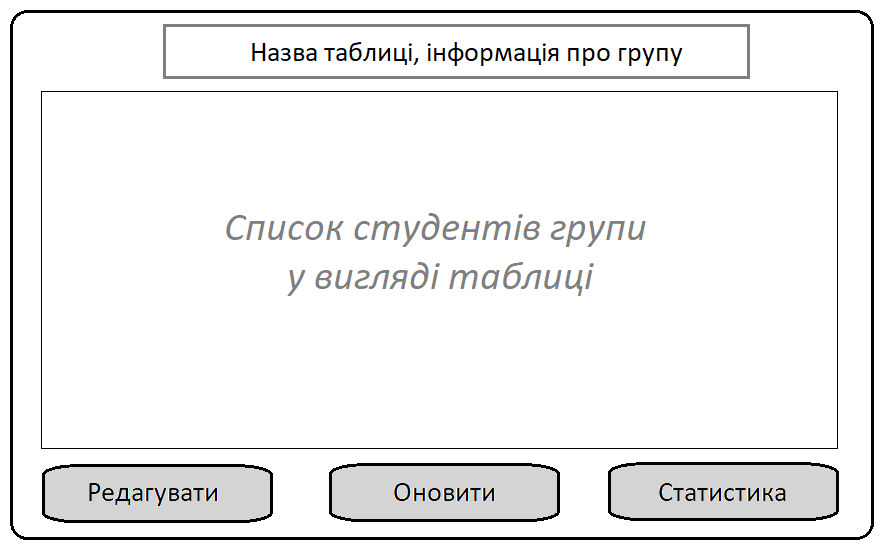 Назва таблиці, інформація про групу
Список студентів групи
у вигляді таблиці
Редагувати
Оновити
Статистика